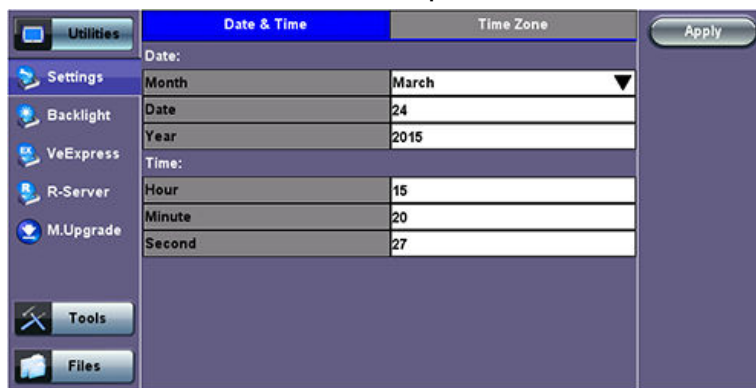 Utilities
Settings
Backlight
VeExpress
R-Server
M.Upgrade
Tools
Files
Date & Time
Time Zone
Date:
Month March
Date 24
Year 2015
Time:
Hour 15
Minute 20
Second 27
Apply